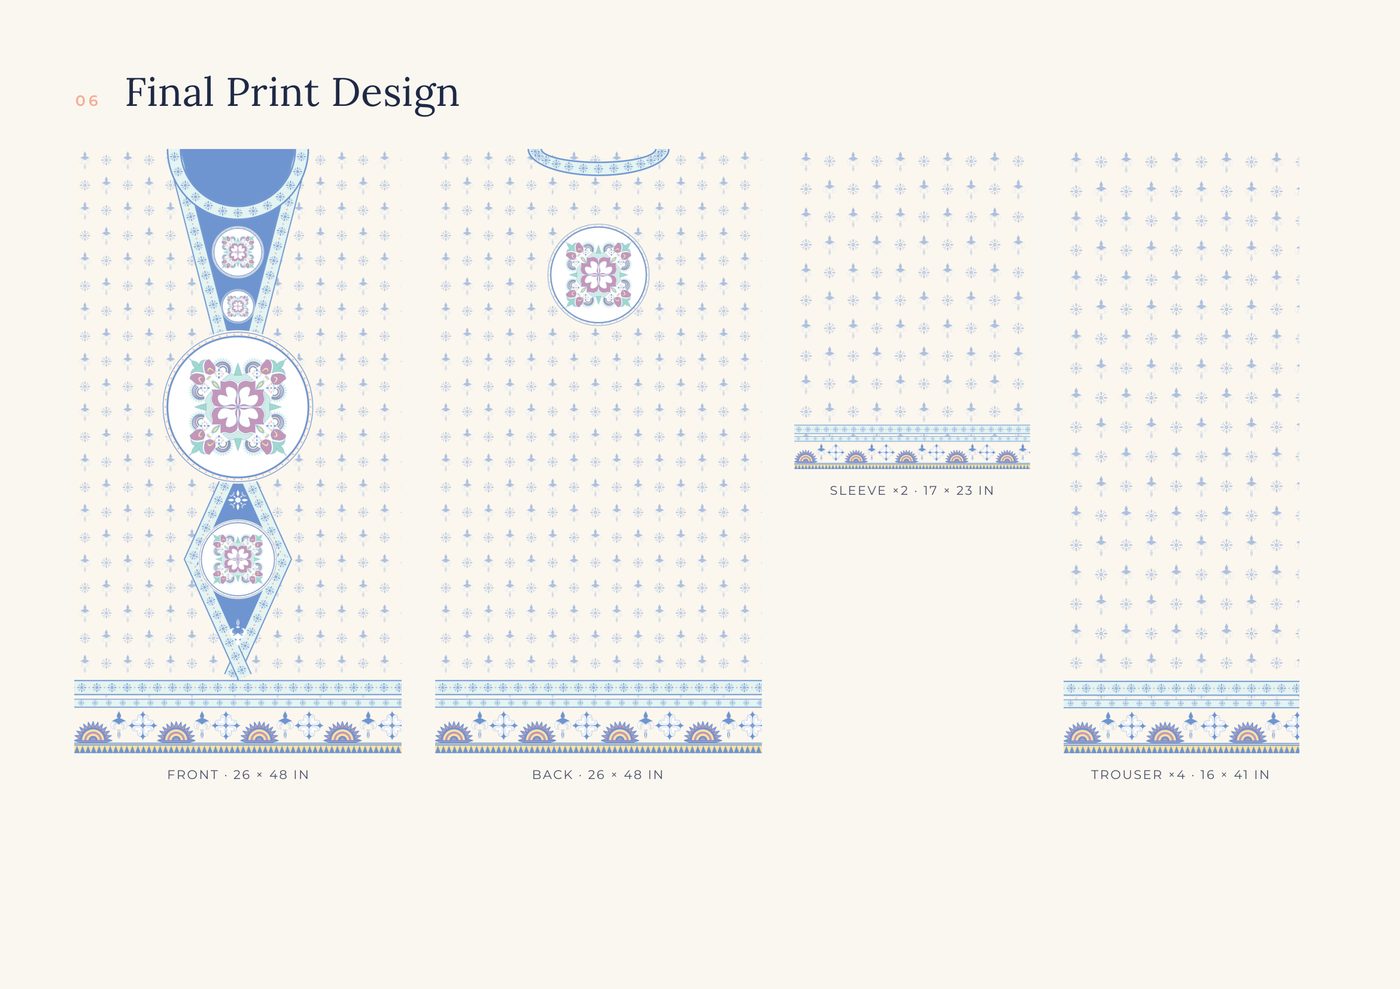 06 Final Print Design
SLEEVE ×2 · 17 × 23 IN
FRONT · 26 × 48 IN
BACK · 26 × 48 IN
TROUSER ×4 · 16 × 41 IN